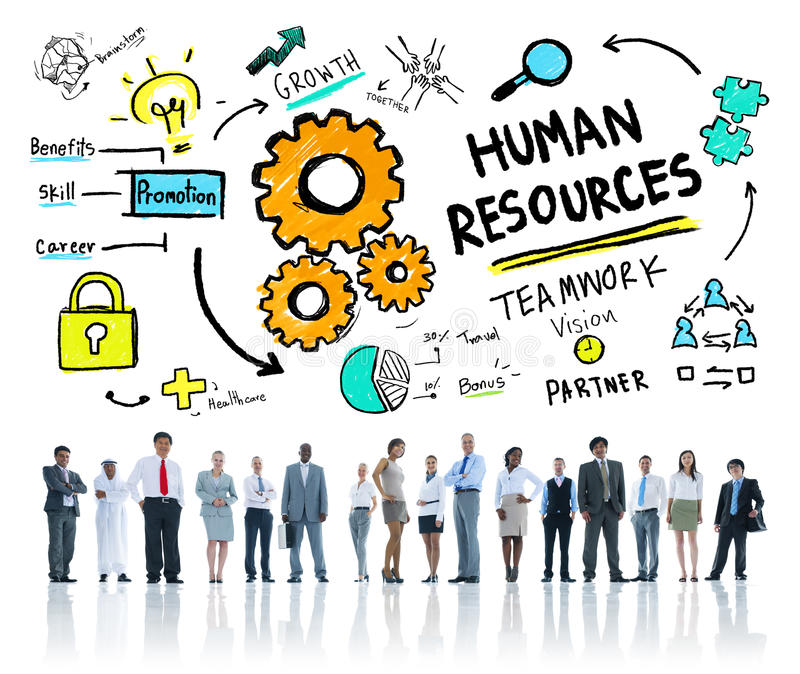 Brainstorm
GROWTH
TOGETHER
Benefits
Skill
Promotion
Career
HUMAN
RESOURCES
TEAMWORK
Vision
PARTNER
30% Travel
10% Bonus
Healthcare